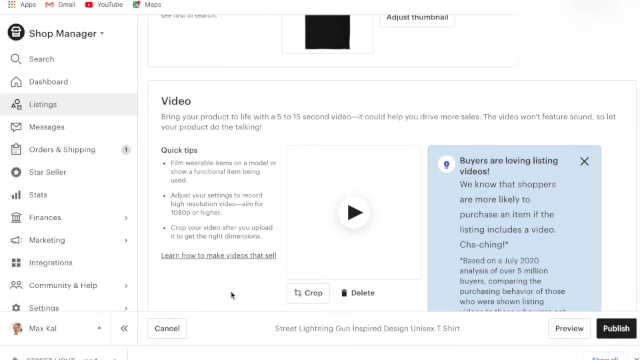 Apps Gmail YouTube Maps
see first in search.
Adjust thumbnail
Shop Manager
Search
Dashboard
Listings
Messages
Orders & Shipping 1
Star Seller
Stats
Finances
Marketing
Integrations
Community & Help
Settings
Max Kal
Video
Bring your product to life with a 5 to 15 second video—it could help you drive more sales. The video won't feature sound, so let
your product do the talking!
Quick tips
• Film wearable items on a model or
show a functional item being
used.
• Adjust your settings to record
high resolution video—aim for
1080p or higher.
• Crop your video after you upload
it to get the right dimensions.
Learn how to make videos that sell
Crop
Delete
Buyers are loving listing
videos!
We know that shoppers
are more likely to
purchase an item if the
listing includes a video.
Cha-ching!*
*Based on a July 2020
analysis of over 5 million
buyers, comparing the
purchasing behavior of those
who were shown listing
Cancel
Street Lightning Gun Inspired Design Unisex T Shirt
Preview
Publish
Show all